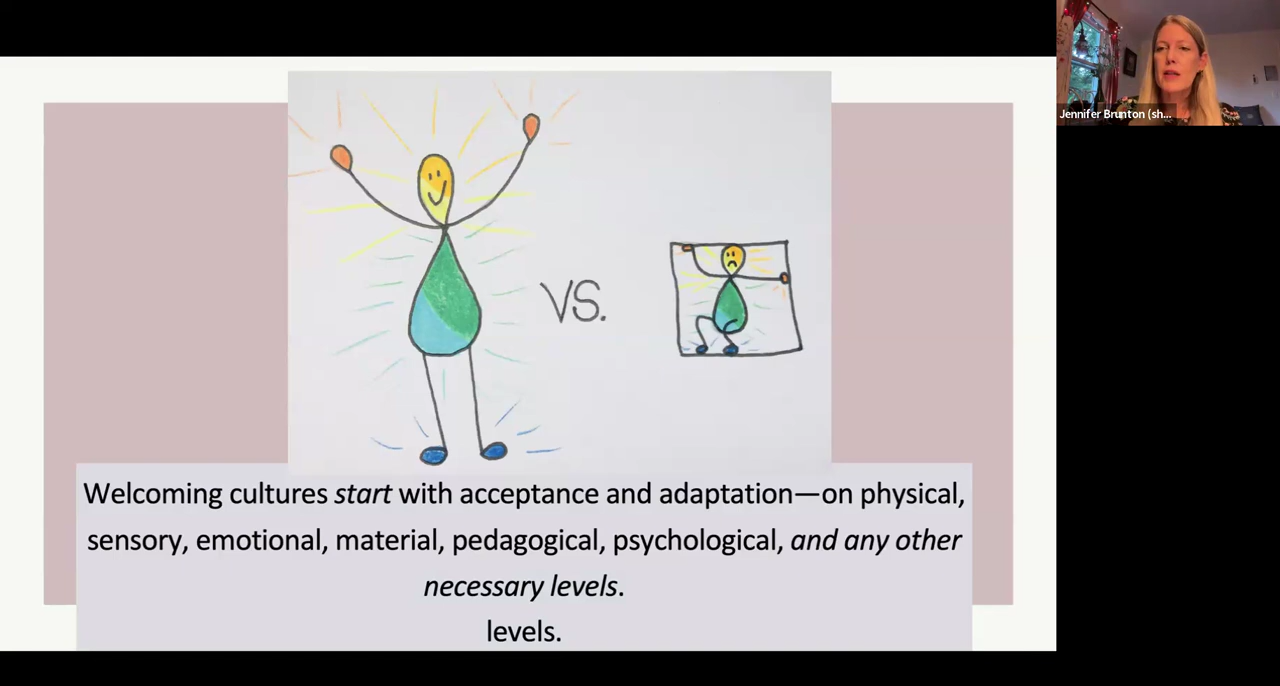 Jennifer Brunton (sh...
VS.
Welcoming cultures start with acceptance and adaptation—on physical,
sensory, emotional, material, pedagogical, psychological, and any other
necessary levels.
levels.